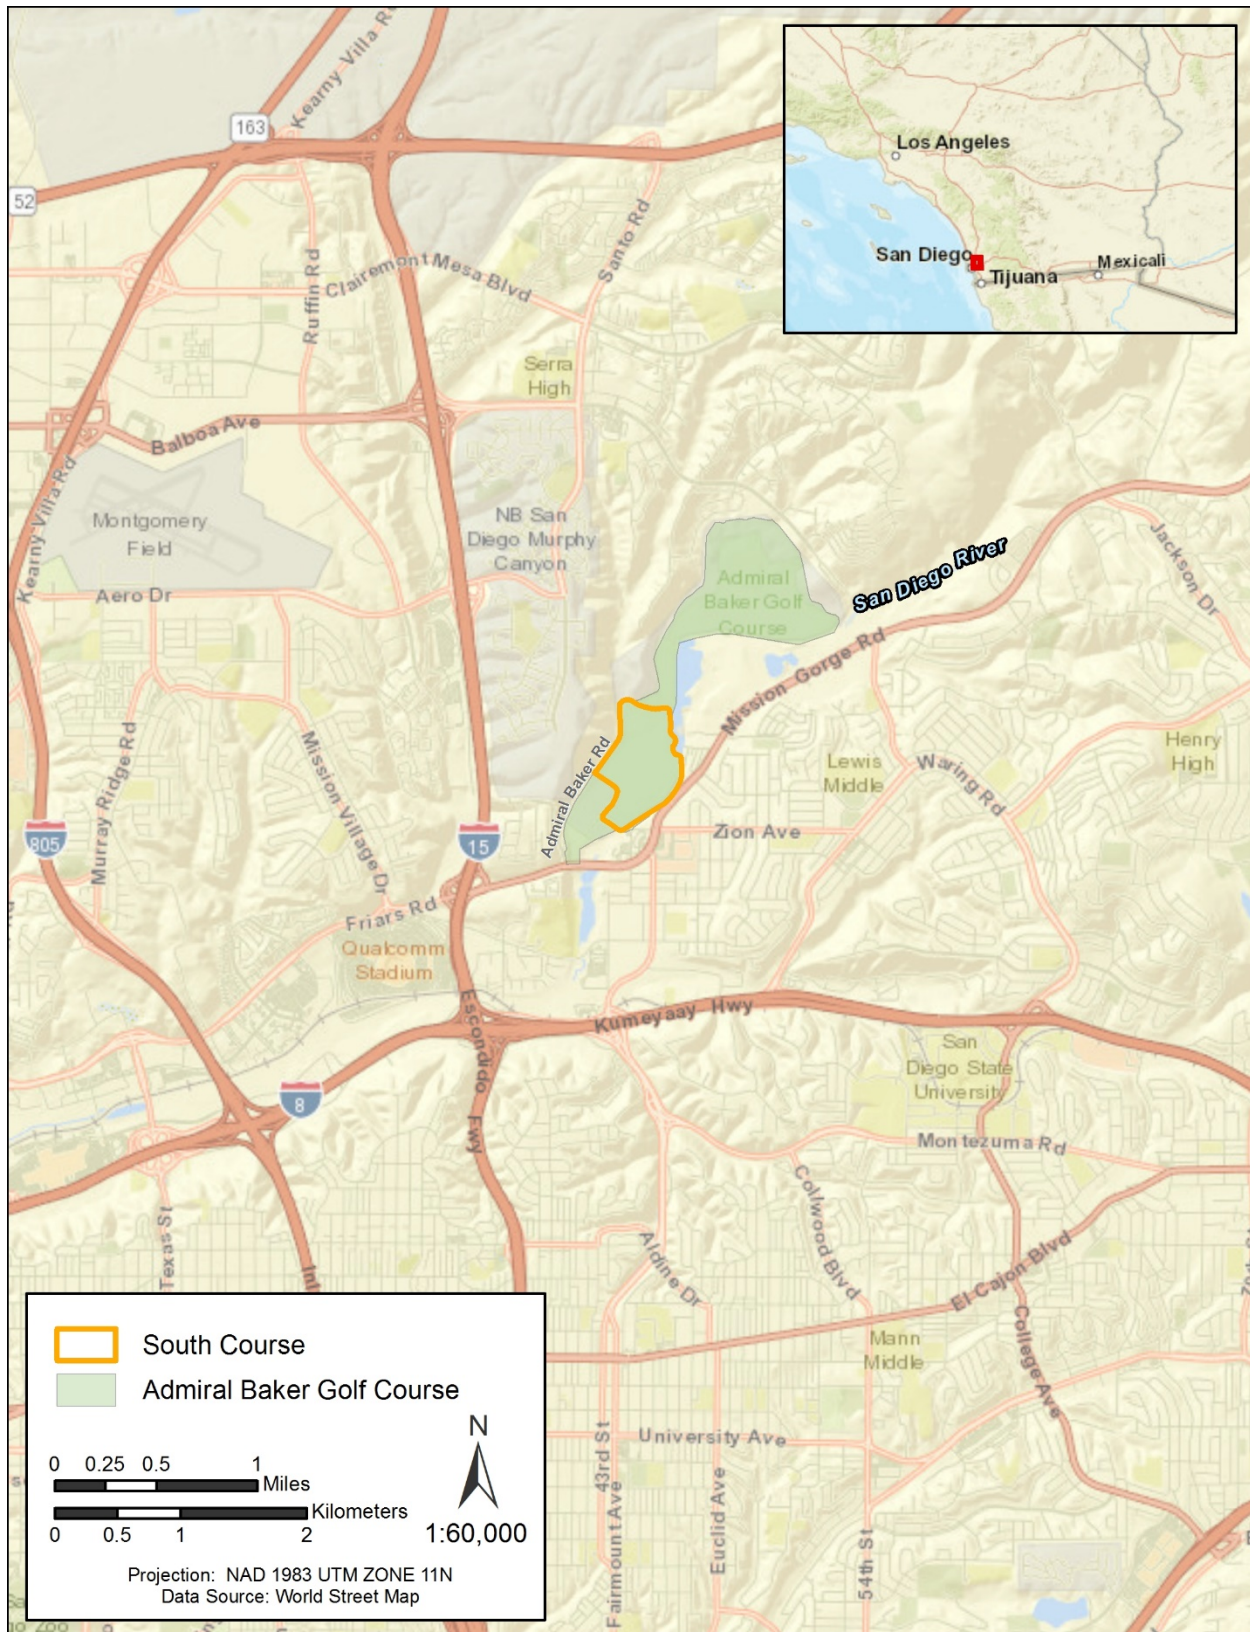 Kearny Villa Rd
163
52
Los Angeles
San Diego
Tijuana
Mexicali
Santo Rd
Ruffin Rd
Clairemont Mesa Blvd
Serra
High
Balboa Ave
Kearny Villa Rd
Montgomery
Field
NB San
Diego Murphy
Canyon
Aero Dr
Admiral
Baker Golf
Course
San Diego River
Jackson Dr
Mission Gorge Rd
Murray Ridge Rd
Mission Village Dr
Admiral Baker Rd
Lewis
Middle
Waring Rd
Henry
High
Zion Ave
805
15
Friars Rd
Qualcomm
Stadium
Escondido Fwy
Kumeyaay Hwy
San
Diego State
University
8
Montezuma Rd
Collwood Blvd
Texas St
Aldine Dr
El Cajon Blvd
College Ave
Mann
Middle
University Ave
43rd St
Fairmount Ave
Euclid Ave
54th St
South Course
Admiral Baker Golf Course
N
0 0.25 0.5 1
Miles
Kilometers
0 0.5 1 2
1:60,000
Projection: NAD 1983 UTM ZONE 11N
Data Source: World Street Map